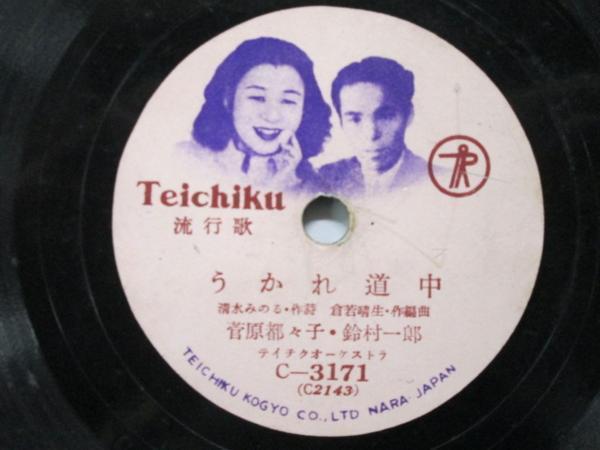 Teichiku
流行歌
うかれ道中
清水みのる・作詩 倉若晴生・作編曲
菅原都々子・鈴村一郎
テイチクオーケストラ
C—3171
(C2143)
TEICHIKU KOGYO CO., LTD NARA JAPAN